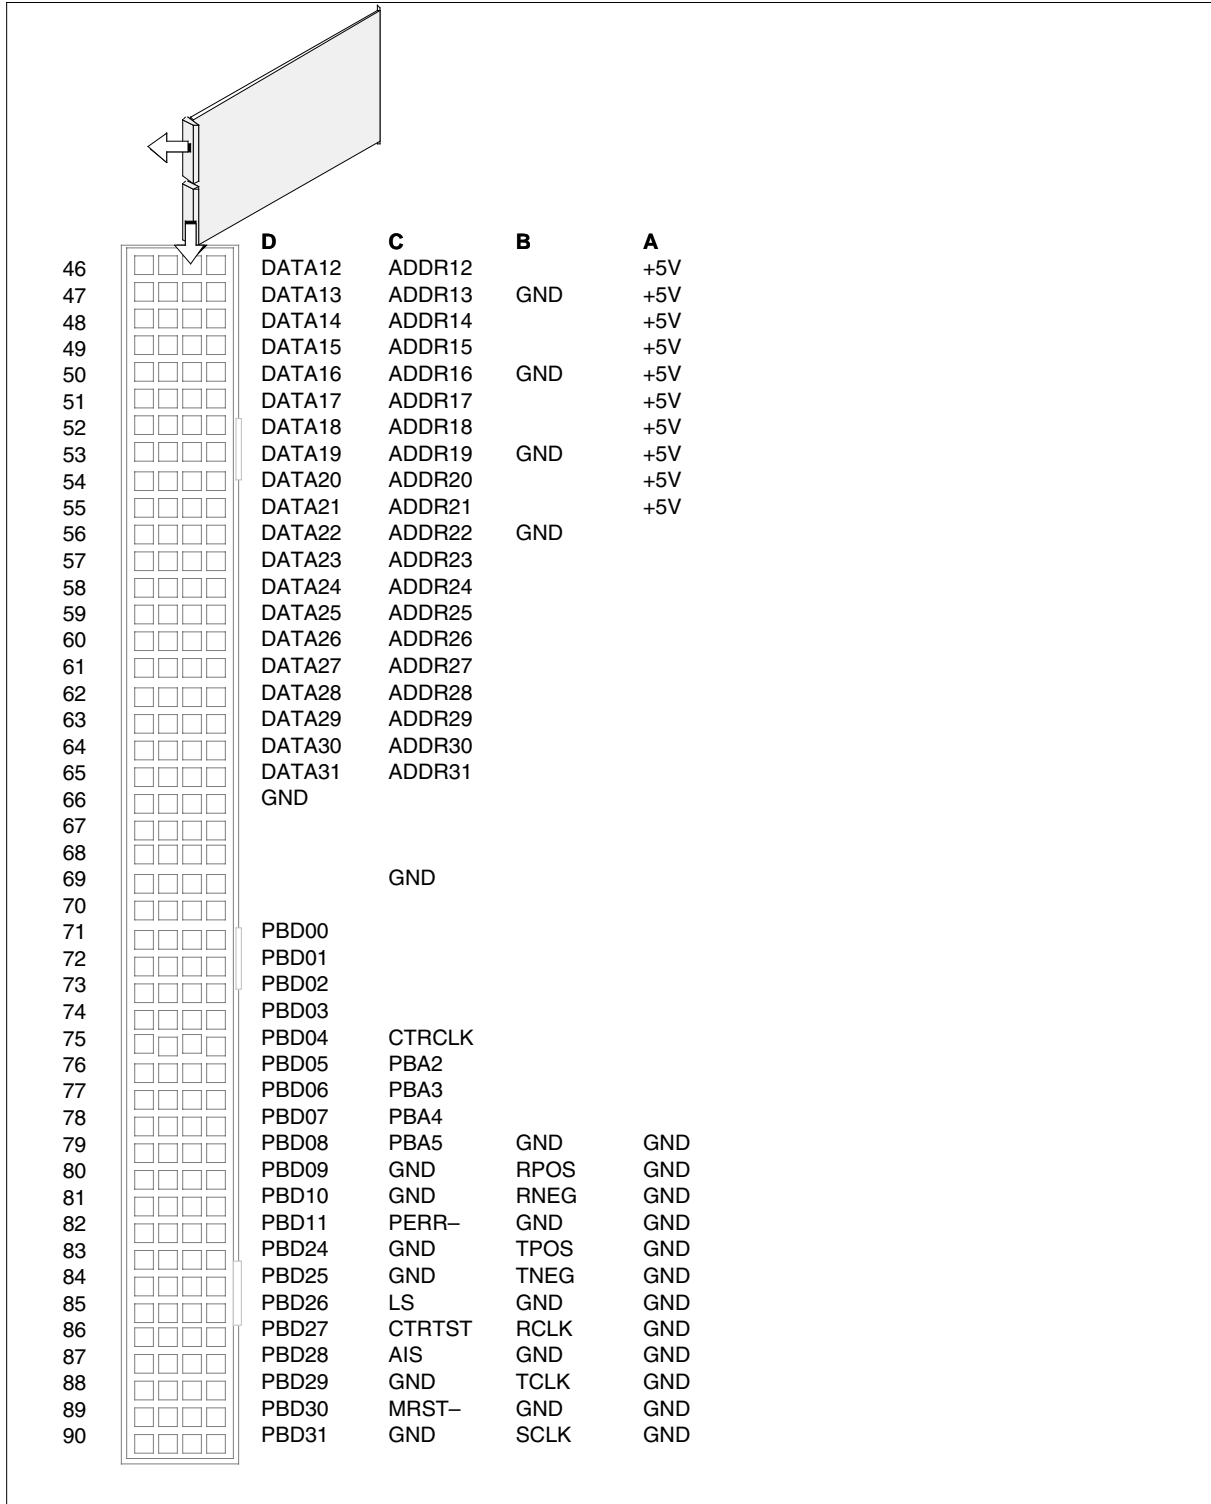 D C B A
46 DATA12 ADDR12 +5V
47 DATA13 ADDR13 GND +5V
48 DATA14 ADDR14 +5V
49 DATA15 ADDR15 +5V
50 DATA16 ADDR16 GND +5V
51 DATA17 ADDR17 +5V
52 DATA18 ADDR18 +5V
53 DATA19 ADDR19 GND +5V
54 DATA20 ADDR20 +5V
55 DATA21 ADDR21 +5V
56 DATA22 ADDR22 GND
57 DATA23 ADDR23
58 DATA24 ADDR24
59 DATA25 ADDR25
60 DATA26 ADDR26
61 DATA27 ADDR27
62 DATA28 ADDR28
63 DATA29 ADDR29
64 DATA30 ADDR30
65 DATA31 ADDR31
66 GND
67
68
69 GND
70
71 PBD00
72 PBD01
73 PBD02
74 PBD03
75 PBD04 CTRCLK
76 PBD05 PBA2
77 PBD06 PBA3
78 PBD07 PBA4
79 PBD08 PBA5 GND GND
80 PBD09 GND RPOS GND
81 PBD10 GND RNEG GND
82 PBD11 PERR– GND GND
83 PBD24 GND TPOS GND
84 PBD25 GND TNEG GND
85 PBD26 LS GND GND
86 PBD27 CTRTST RCLK GND
87 PBD28 AIS GND GND
88 PBD29 GND TCLK GND
89 PBD30 MRST– GND GND
90 PBD31 GND SCLK GND